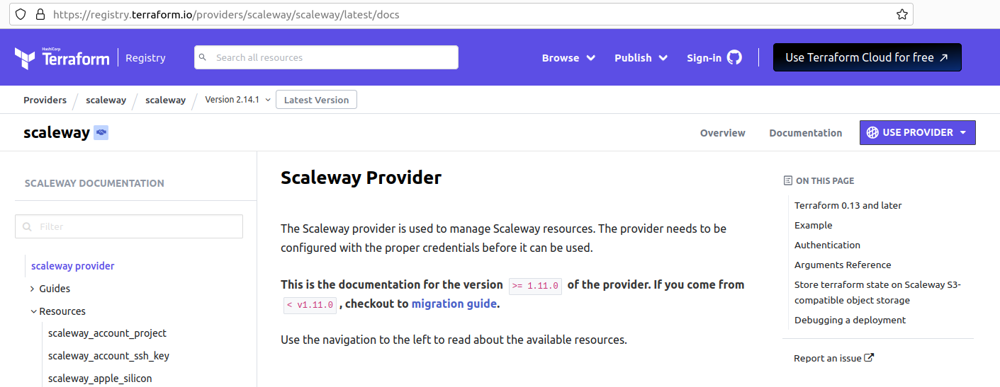 https://registry.terraform.io/providers/scaleway/scaleway/latest/docs
HashiCorp
Terraform
Registry
Search all resources
Browse
Publish
Sign-in
Use Terraform Cloud for free
Providers
scaleway
scaleway
Version 2.14.1
Latest Version
scaleway
Overview
Documentation
USE PROVIDER
SCALEWAY DOCUMENTATION
Filter
scaleway provider
Guides
Resources
scaleway_account_project
scaleway_account_ssh_key
scaleway_apple_silicon
Scaleway Provider
The Scaleway provider is used to manage Scaleway resources. The provider needs to be
configured with the proper credentials before it can be used.
This is the documentation for the version >= 1.11.0 of the provider. If you come from
< v1.11.0 , checkout to migration guide.
Use the navigation to the left to read about the available resources.
ON THIS PAGE
Terraform 0.13 and later
Example
Authentication
Arguments Reference
Store terraform state on Scaleway S3-
compatible object storage
Debugging a deployment
Report an issue